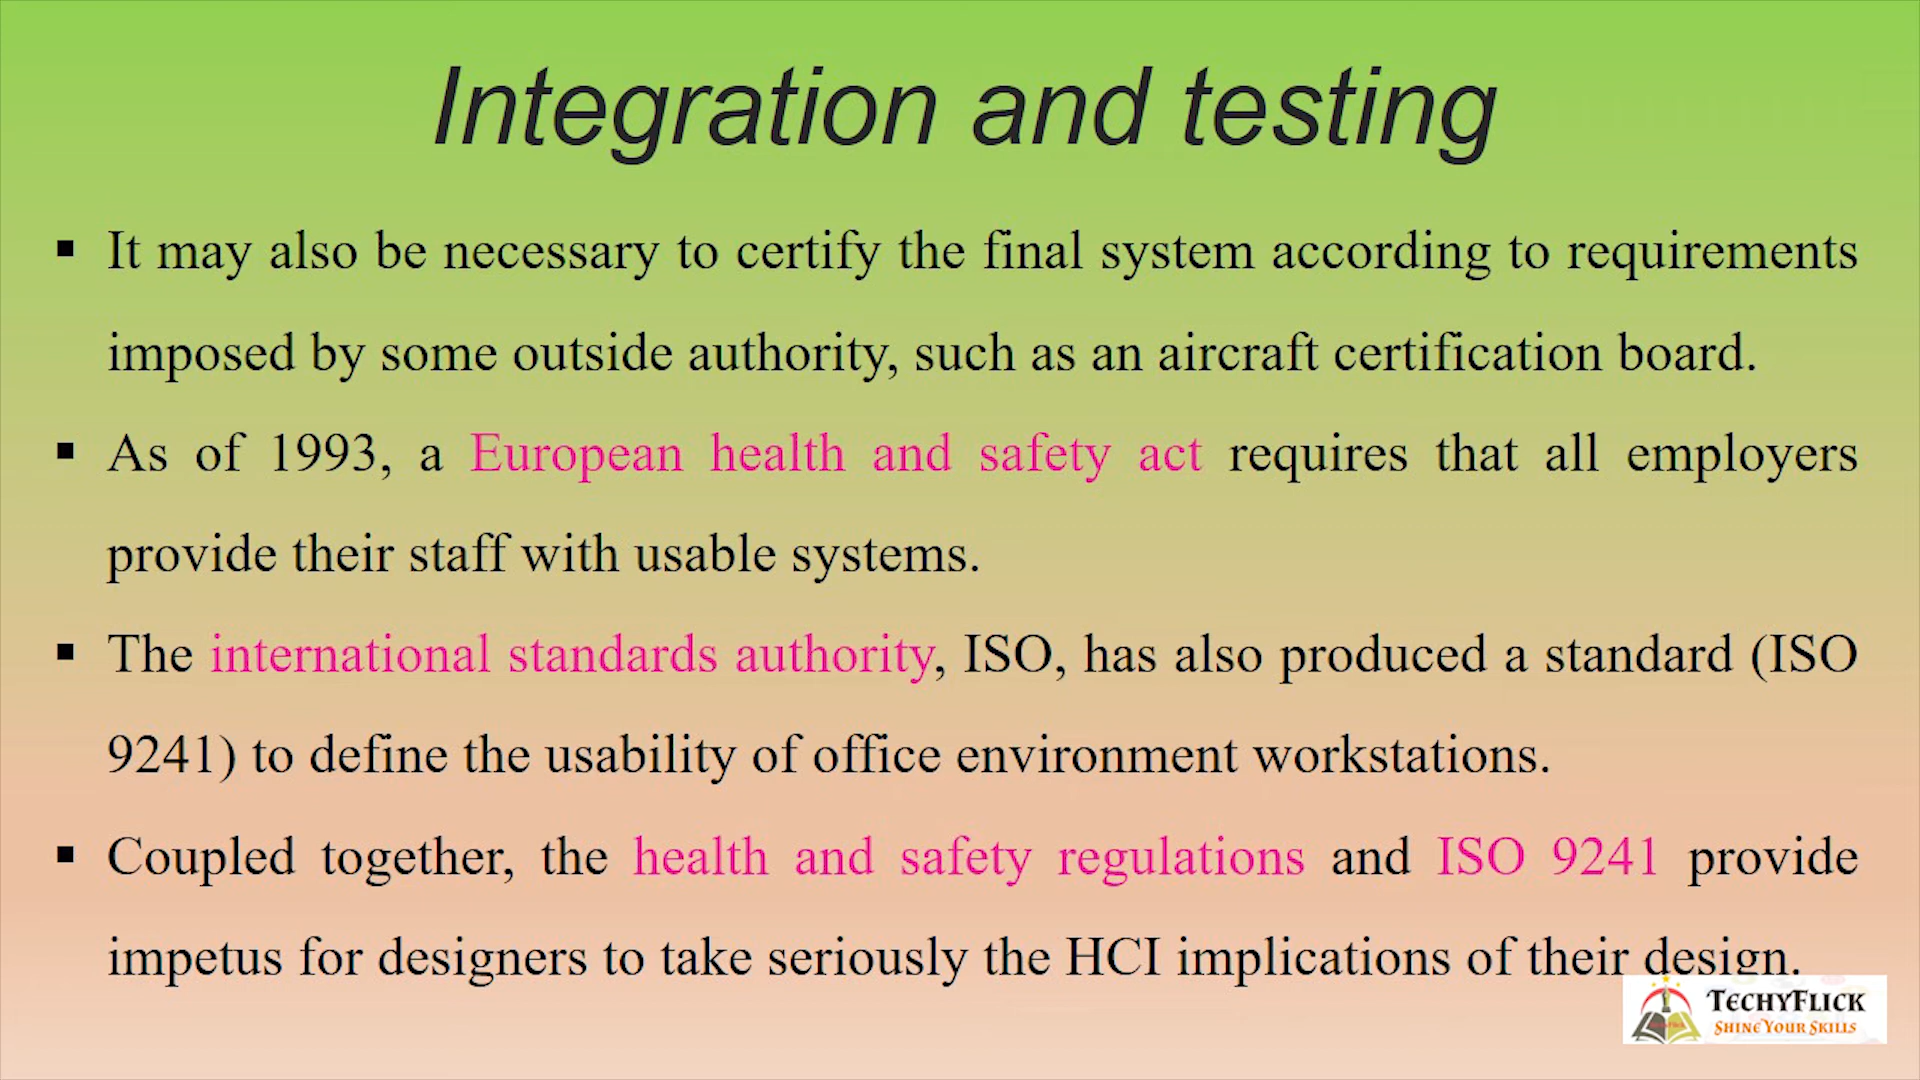 Integration and testing
▪ It may also be necessary to certify the final system according to requirements
imposed by some outside authority, such as an aircraft certification board.
▪ As of 1993, a European health and safety act requires that all employers
provide their staff with usable systems.
▪ The international standards authority, ISO, has also produced a standard (ISO
9241) to define the usability of office environment workstations.
▪ Coupled together, the health and safety regulations and ISO 9241 provide
impetus for designers to take seriously the HCI implications of their design.
TECHYFLICK
SHINE YOUR SKILLS